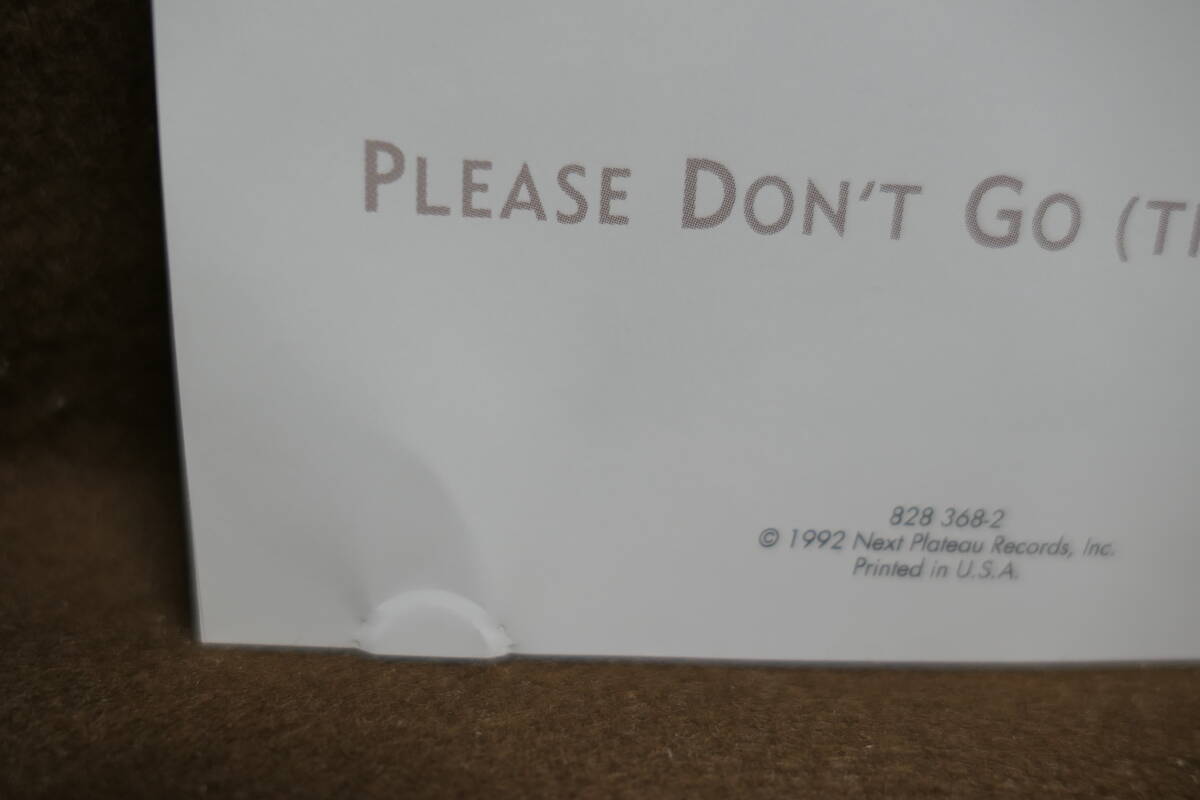 PLEASE DON'T GO (T
828 368-2
© 1992 Next Plateau Records, Inc.
Printed in U.S.A.